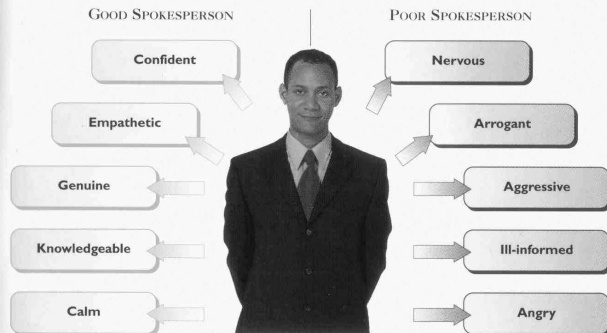 GOOD SPOKESPERSON
POOR SPOKESPERSON
Confident
Empathetic
Genuine
Knowledgeable
Calm
Nervous
Arrogant
Aggressive
Ill-informed
Angry